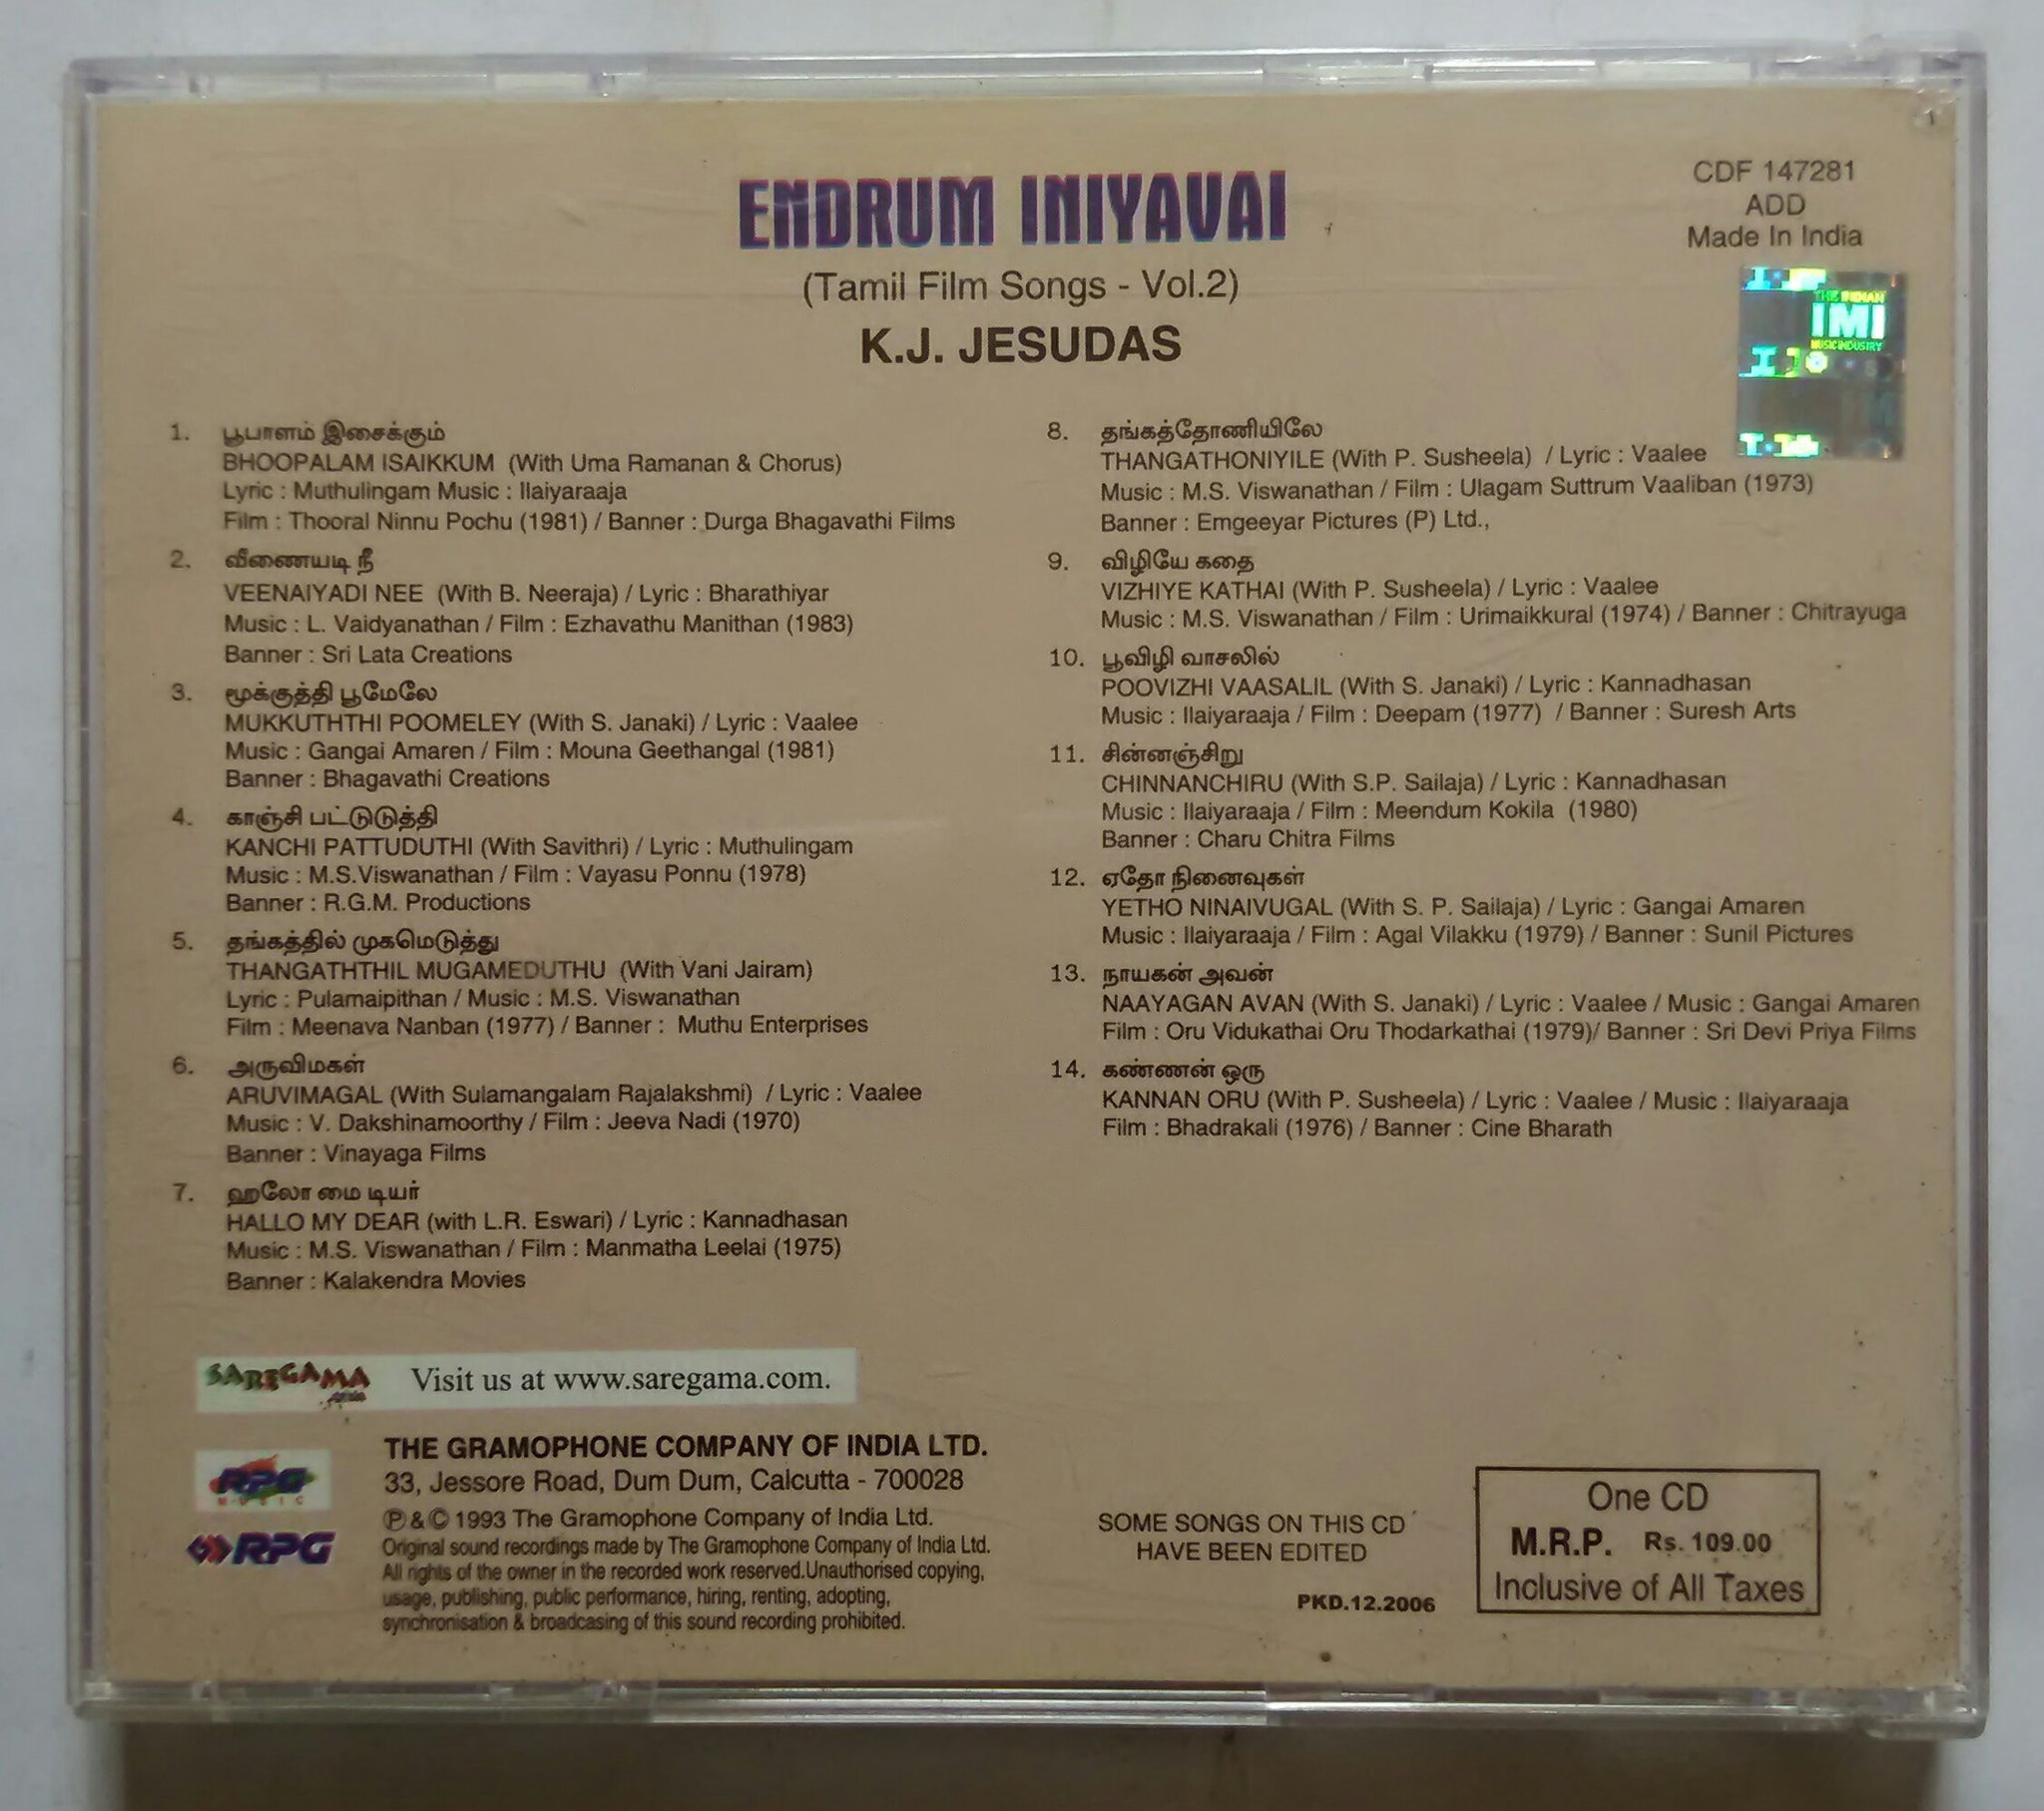 ENDRUM INIYAVAI
(Tamil Film Songs - Vol.2)
K.J. JESUDAS
CDF 147281
ADD
Made In India
THE INDIAN
IMI
MUSIC INDUSTRY
1. பூபாளம் இசைக்கும்
BHOOPALAM ISAIKKUM (With Uma Ramanan & Chorus)
Lyric : Muthulingam Music : Ilaiyaraaja
Film : Thooral Ninnu Pochu (1981) / Banner : Durga Bhagavathi Films
2. வீணையடி நீ
VEENAIYADI NEE (With B. Neeraja) / Lyric : Bharathiyar
Music : L. Vaidyanathan / Film : Ezhavathu Manithan (1983)
Banner : Sri Lata Creations
3. மூக்குத்தி பூமேலே
MUKKUTHTHI POOMELEY (With S. Janaki) / Lyric : Vaalee
Music : Gangai Amaren / Film : Mouna Geethangal (1981)
Banner : Bhagavathi Creations
4. காஞ்சி பட்டுடுத்தி
KANCHI PATTUDUTHI (With Savithri) / Lyric : Muthulingam
Music : M.S.Viswanathan / Film : Vayasu Ponnu (1978)
Banner : R.G.M. Productions
5. தங்கத்தில் முகமெடுத்து
THANGATHTHIL MUGAMEDUTHU (With Vani Jairam)
Lyric : Pulamaipithan / Music : M.S. Viswanathan
Film : Meenava Nanban (1977) / Banner : Muthu Enterprises
6. அருவிமகள்
ARUVIMAGAL (With Sulamangalam Rajalakshmi) / Lyric : Vaalee
Music : V. Dakshinamoorthy / Film : Jeeva Nadi (1970)
Banner : Vinayaga Films
7. ஹலோ மை டியர்
HALLO MY DEAR (with L.R. Eswari) / Lyric : Kannadhasan
Music : M.S. Viswanathan / Film : Manmatha Leelai (1975)
Banner : Kalakendra Movies
8. தங்கத்தோணியிலே
THANGATHONIYILE (With P. Susheela) / Lyric : Vaalee
Music : M.S. Viswanathan / Film : Ulagam Suttrum Vaaliban (1973)
Banner : Emgeeyar Pictures (P) Ltd.,
9. விழியே கதை
VIZHIYE KATHAI (With P. Susheela) / Lyric : Vaalee
Music : M.S. Viswanathan / Film : Urimaikkural (1974) / Banner : Chitrayuga
10. பூவிழி வாசலில்
POOVIZHI VAASALIL (With S. Janaki) / Lyric : Kannadhasan
Music : Ilaiyaraaja / Film : Deepam (1977) / Banner : Suresh Arts
11. சின்னஞ்சிறு
CHINNANCHIRU (With S.P. Sailaja) / Lyric : Kannadhasan
Music : Ilaiyaraaja / Film : Meendum Kokila (1980)
Banner : Charu Chitra Films
12. ஏதோ நினைவுகள்
YETHO NINAIVUGAL (With S. P. Sailaja) / Lyric : Gangai Amaren
Music : Ilaiyaraaja / Film : Agal Vilakku (1979) / Banner : Sunil Pictures
13. நாயகன் அவன்
NAAYAGAN AVAN (With S. Janaki) / Lyric : Vaalee / Music : Gangai Amaren
Film : Oru Vidukathai Oru Thodarkathai (1979)/ Banner : Sri Devi Priya Films
14. கண்ணன் ஒரு
KANNAN ORU (With P. Susheela) / Lyric : Vaalee / Music : Ilaiyaraaja
Film : Bhadrakali (1976) / Banner : Cine Bharath
SAREGAMA Visit us at www.saregama.com.
RPG
MUSIC
RPG
THE GRAMOPHONE COMPANY OF INDIA LTD.
33, Jessore Road, Dum Dum, Calcutta - 700028
Ⓟ & © 1993 The Gramophone Company of India Ltd.
Original sound recordings made by The Gramophone Company of India Ltd.
All rights of the owner in the recorded work reserved.Unauthorised copying,
usage, publishing, public performance, hiring, renting, adopting,
synchronisation & broadcasing of this sound recording prohibited.
SOME SONGS ON THIS CD
HAVE BEEN EDITED
PKD.12.2006
One CD
M.R.P. Rs. 109.00
Inclusive of All Taxes